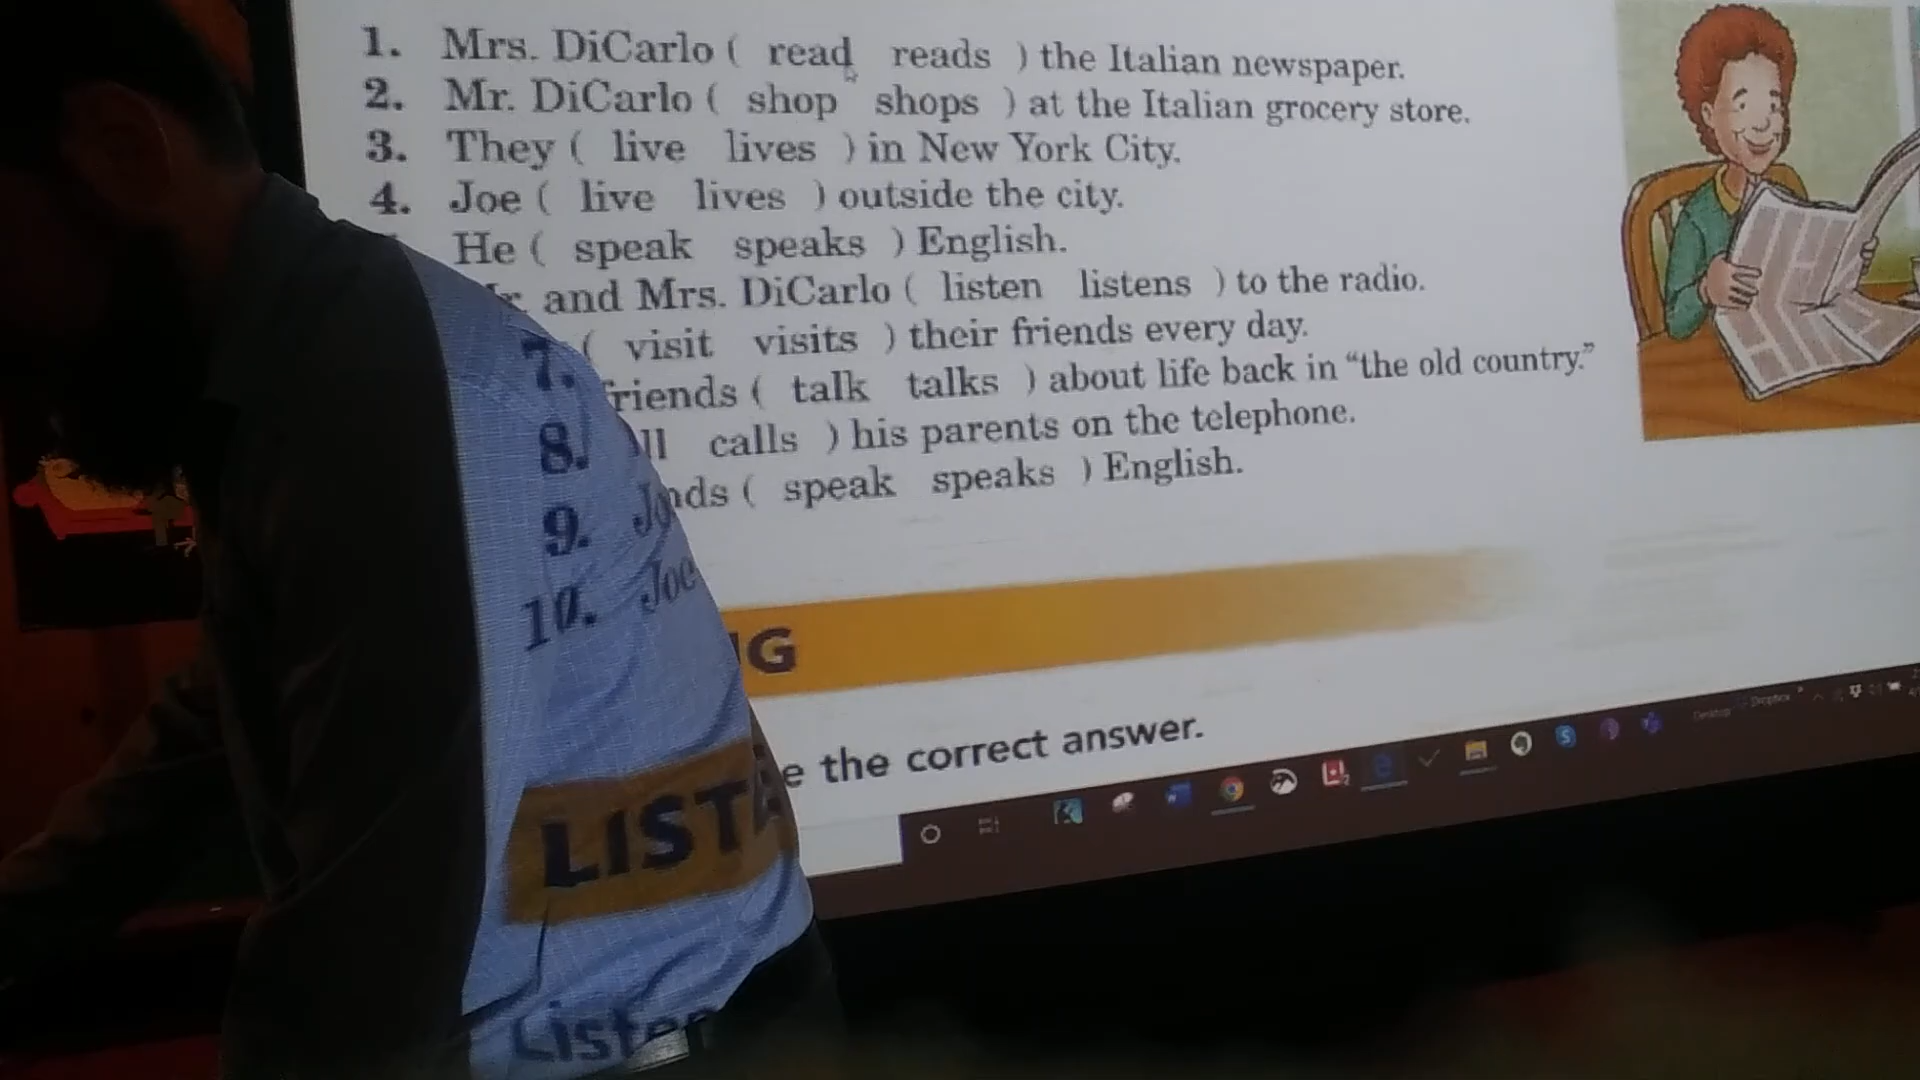 1. Mrs. DiCarlo ( read reads ) the Italian newspaper.
2. Mr. DiCarlo ( shop shops ) at the Italian grocery store.
3. They ( live lives ) in New York City.
4. Joe ( live lives ) outside the city.
He ( speak speaks ) English.
and Mrs. DiCarlo ( listen listens ) to the radio.
7. ( visit visits ) their friends every day.
8. friends ( talk talks ) about life back in “the old country.”
9. calls ) his parents on the telephone.
10. Joe ( speak speaks ) English.
LIST G
Listen the correct answer.